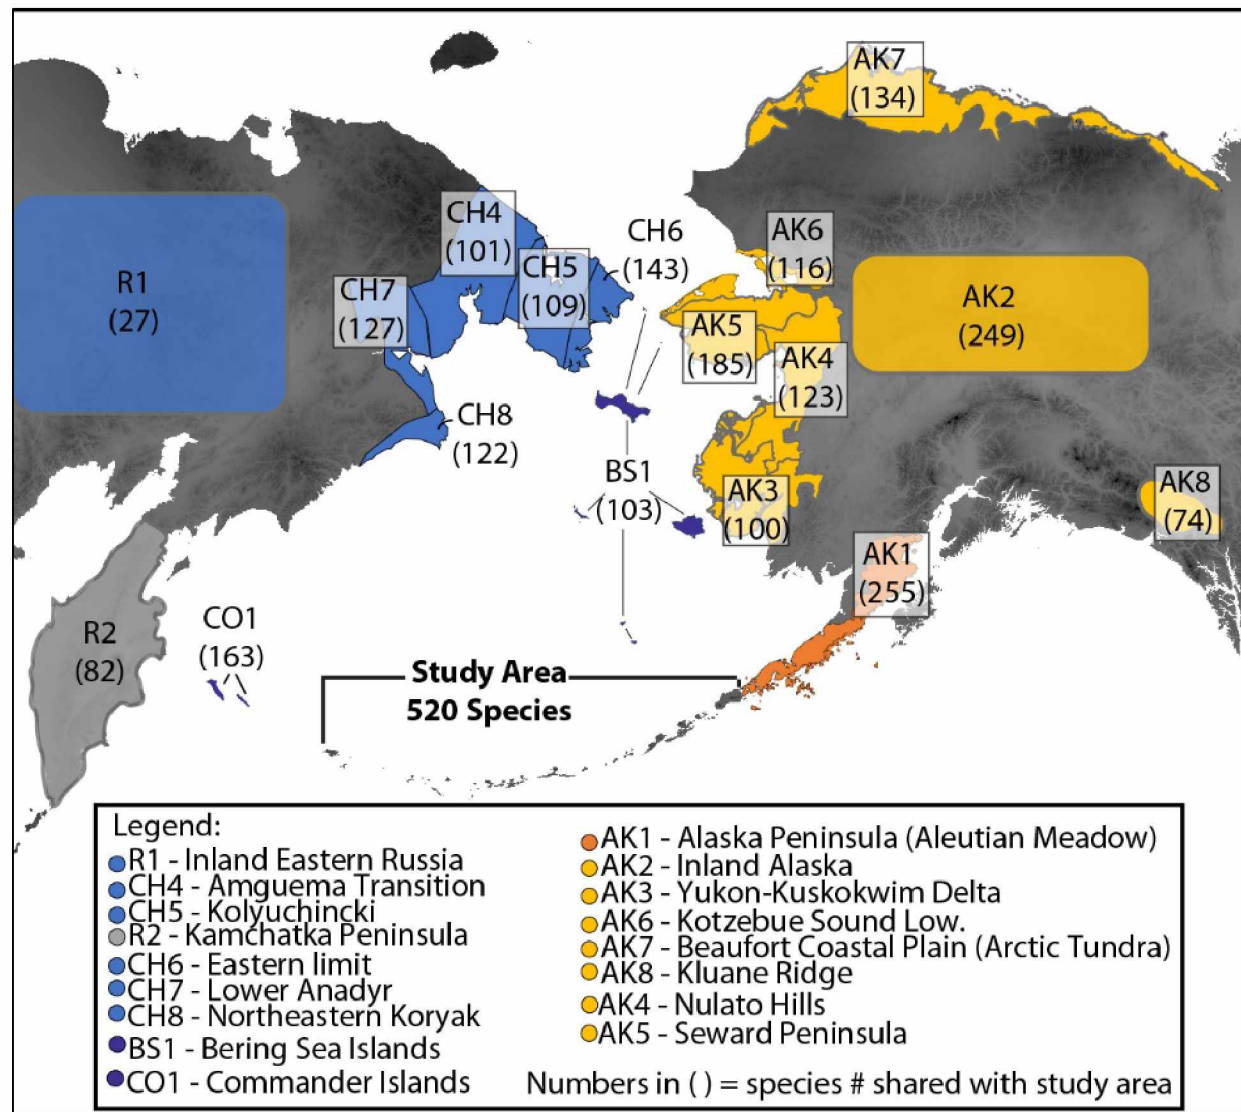 AK7
(134)
CH4
(101)
CH6
(143)
AK6
(116)
R1
(27)
CH7
(127)
CH5
(109)
AK5
(185)
AK4
(123)
AK2
(249)
CH8
(122)
BS1
(103)
AK3
(100)
AK8
(74)
AK1
(255)
R2
(82)
CO1
(163)
Study Area
520 Species
Legend:
R1 - Inland Eastern Russia
CH4 - Amguema Transition
CH5 - Kolyuchincki
R2 - Kamchatka Peninsula
CH6 - Eastern limit
CH7 - Lower Anadyr
CH8 - Northeastern Koryak
BS1 - Bering Sea Islands
CO1 - Commander Islands
AK1 - Alaska Peninsula (Aleutian Meadow)
AK2 - Inland Alaska
AK3 - Yukon-Kuskokwim Delta
AK6 - Kotzebue Sound Low.
AK7 - Beaufort Coastal Plain (Arctic Tundra)
AK8 - Kluane Ridge
AK4 - Nulato Hills
AK5 - Seward Peninsula
Numbers in ( ) = species # shared with study area